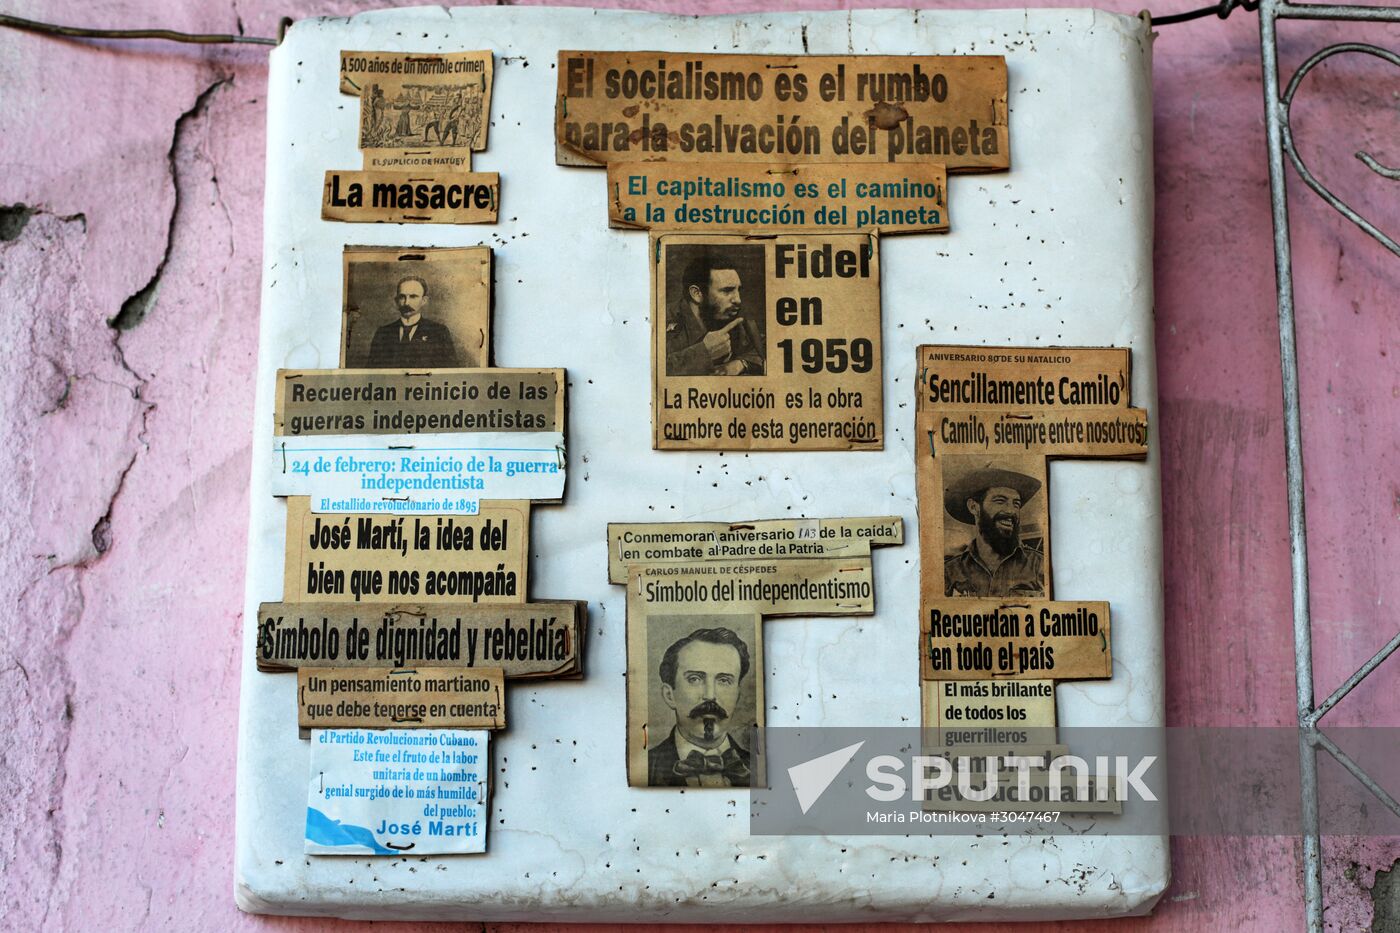 A 500 años de un horrible crimen
EL SUPLICIO DE HATUEY
La masacre
Recuerdan reinicio de las
guerras independentistas
24 de febrero: Reinicio de la guerra
independentista
El estallido revolucionario de 1895
José Martí, la idea del
bien que nos acompaña
Símbolo de dignidad y rebeldía
Un pensamiento martiano
que debe tenerse en cuenta
el Partido Revolucionario Cubano.
Este fue el fruto de la labor
unitaria de un hombre
genial surgido de lo más humilde
del pueblo:
José Martí
El socialismo es el rumbo
para la salvación del planeta
El capitalismo es el camino
a la destrucción del planeta
Fidel
en
1959
La Revolución es la obra
cumbre de esta generación
Conmemoran aniversario 143 de la caída
en combate al Padre de la Patria
CARLOS MANUEL DE CÉSPEDES
Símbolo del independentismo
ANIVERSARIO 80 DE SU NATALICIO
Sencillamente Camilo
Camilo, siempre entre nosotros
Recuerdan a Camilo
en todo el país
El más brillante
de todos los
guerrilleros
Ejemplo del
revolucionario
SPUTNIK
Maria Plotnikova # 3047467